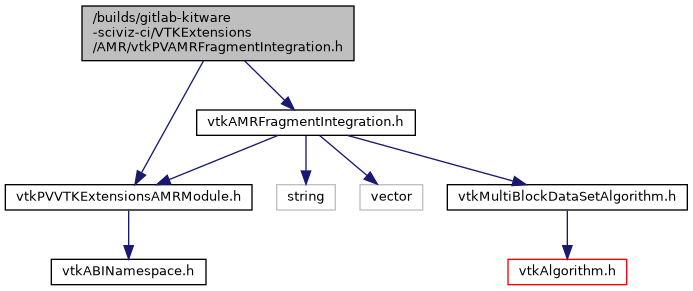 /builds/gitlab-kitware
-sciviz-ci/VTKExtensions
/AMR/vtkPVAMRFragmentIntegration.h
vtkAMRFragmentIntegration.h
vtkPVVTKExtensionsAMRModule.h
string
vector
vtkMultiBlockDataSetAlgorithm.h
vtkABINamespace.h
vtkAlgorithm.h